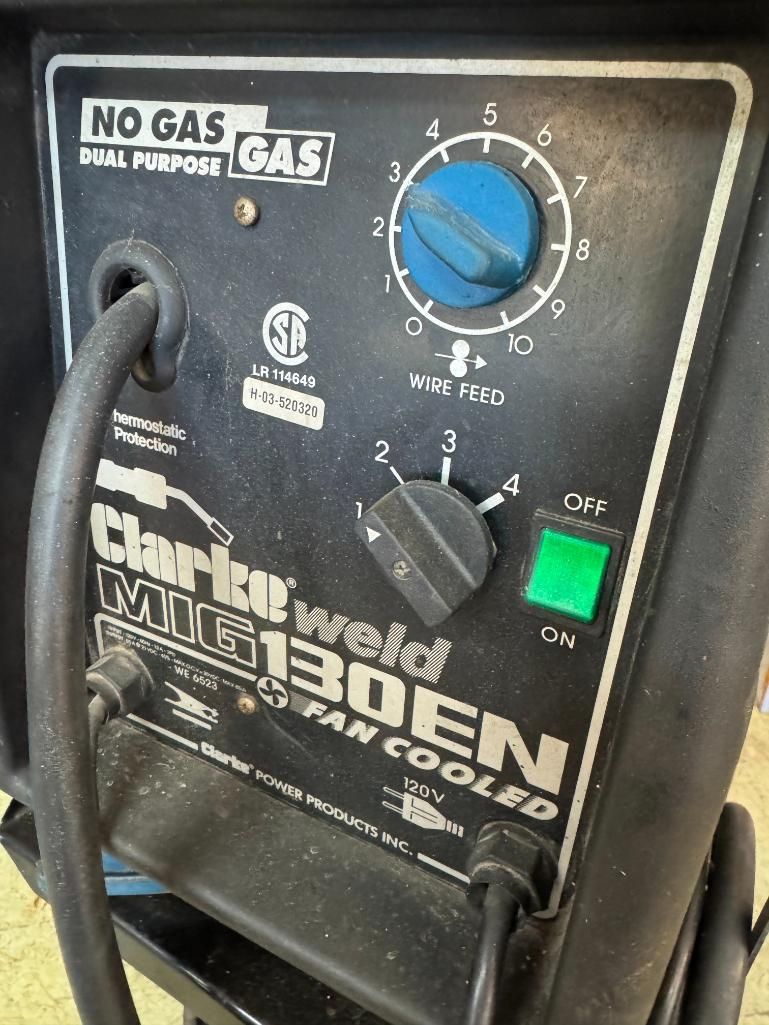 NO GAS
GAS
DUAL PURPOSE
0 1 2 3 4 5 6 7 8 9 10
WIRE FEED
LR 114649
H-03-520320
hermostatic
Protection
1 2 3 4
OFF
ON
Clarke® weld
MIG130EN
WE 6523
FAN COOLED
120V
Clarke® POWER PRODUCTS INC.